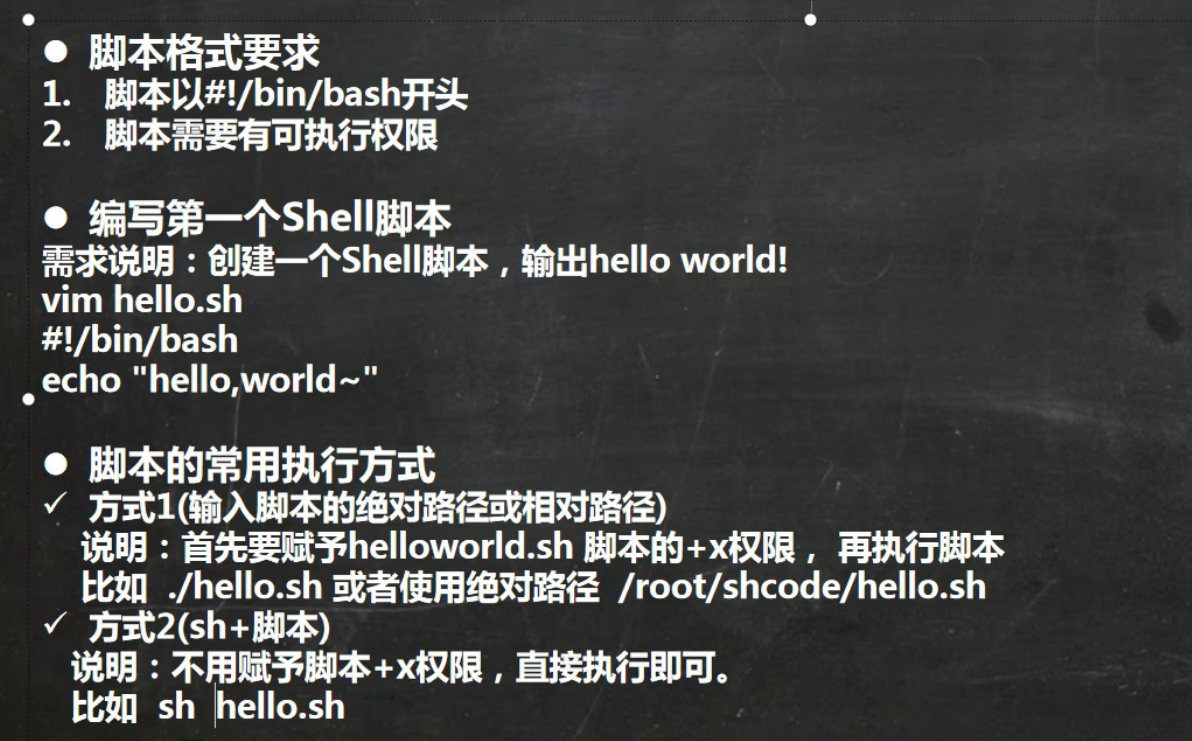 ● 脚本格式要求
1. 脚本以#!/bin/bash开头
2. 脚本需要有可执行权限
● 编写第一个Shell脚本
需求说明：创建一个Shell脚本，输出hello world!
vim hello.sh
#!/bin/bash
echo "hello,world~"
● 脚本的常用执行方式
✓ 方式1(输入脚本的绝对路径或相对路径)
说明：首先要赋予helloworld.sh 脚本的+x权限， 再执行脚本
比如 ./hello.sh 或者使用绝对路径 /root/shcode/hello.sh
✓ 方式2(sh+脚本)
说明：不用赋予脚本+x权限，直接执行即可。
比如 sh hello.sh